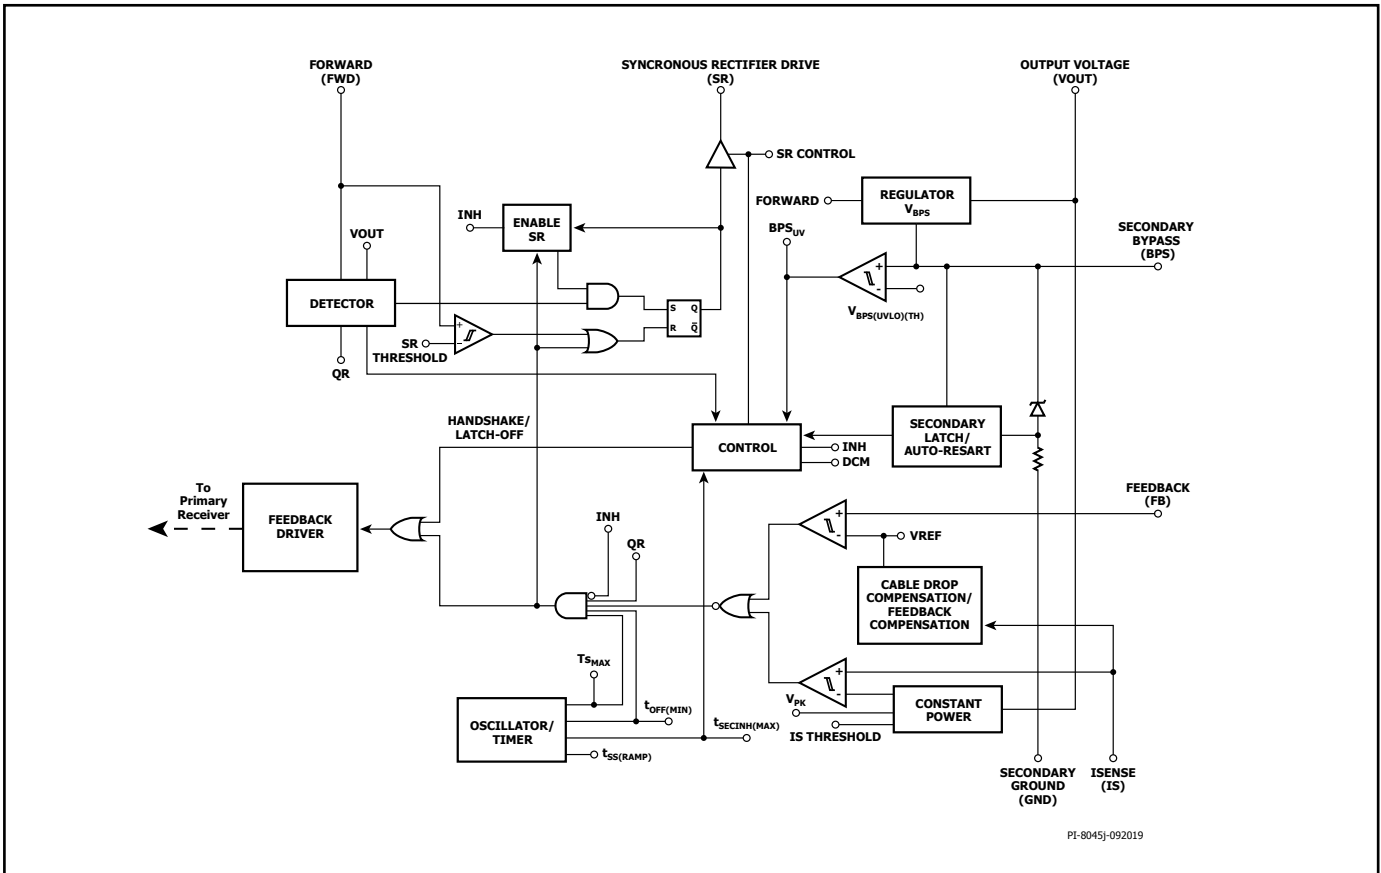 FORWARD
(FWD)
SYNCRONOUS RECTIFIER DRIVE
(SR)
OUTPUT VOLTAGE
(VOUT)
SR CONTROL
FORWARD
REGULATOR
VBPS
INH
ENABLE
SR
VOUT
BPSUV
SECONDARY
BYPASS
(BPS)
DETECTOR
+
-
VBPS(UVLO)(TH)
S
Q
R
Q̅
+
−
SR
THRESHOLD
QR
HANDSHAKE/
LATCH-OFF
CONTROL
INH
DCM
SECONDARY
LATCH/
AUTO-RESART
To
Primary
Receiver
FEEDBACK
DRIVER
INH
QR
+
-
VREF
FEEDBACK
(FB)
CABLE DROP
COMPENSATION/
FEEDBACK
COMPENSATION
TsMAX
OSCILLATOR/
TIMER
tOFF(MIN)
tSECINH(MAX)
tSS(RAMP)
+
-
VPK
IS THRESHOLD
CONSTANT
POWER
SECONDARY
GROUND
(GND)
ISENSE
(IS)
PI-8045j-092019